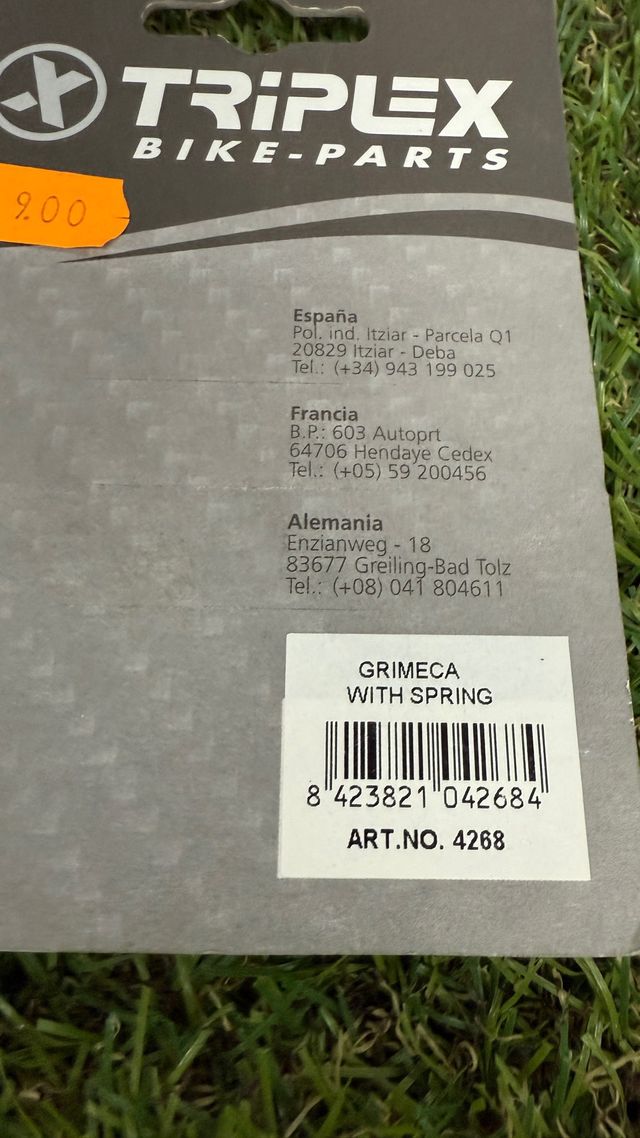 TRIPLEX
BIKE-PARTS
9.00
España
Pol. ind. Itziar - Parcela Q1
20829 Itziar - Deba
Tel.: (+34) 943 199 025
Francia
B.P.: 603 Autoprt
64706 Hendaye Cedex
Tel.: (+05) 59 200456
Alemania
Enzianweg - 18
83677 Greiling-Bad Tolz
Tel.: (+08) 041 804611
GRIMECA
WITH SPRING
8 423821 042684
ART.NO. 4268